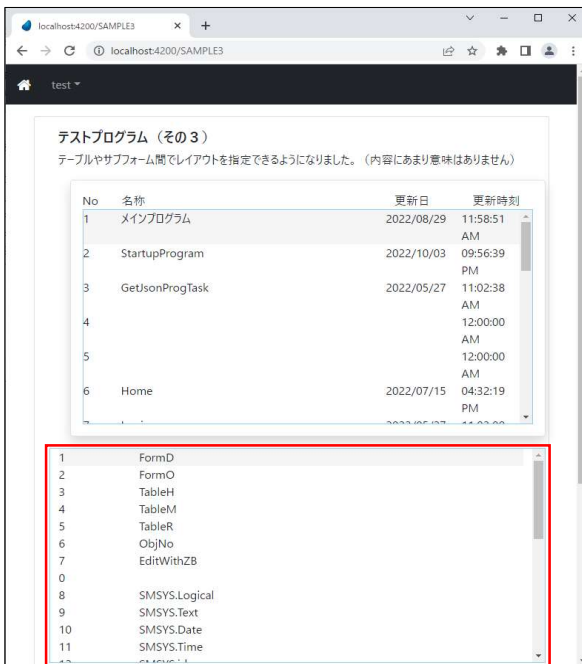 localhost:4200/SAMPLE3
localhost:4200/SAMPLE3
test
テストプログラム（その３）
テーブルやサブフォーム間でレイアウトを指定できるようになりました。（内容にあまり意味はありません）
No 名称 更新日 更新時刻
1 メインプログラム 2022/08/29 11:58:51
AM
2 StartupProgram 2022/10/03 09:56:39
PM
3 GetJsonProgTask 2022/05/27 11:02:38
AM
4 12:00:00
AM
5 12:00:00
AM
6 Home 2022/07/15 04:32:19
PM
1 FormD
2 FormO
3 TableH
4 TableM
5 TableR
6 ObjNo
7 EditWithZB
0
8 SMSYS.Logical
9 SMSYS.Text
10 SMSYS.Date
11 SMSYS.Time